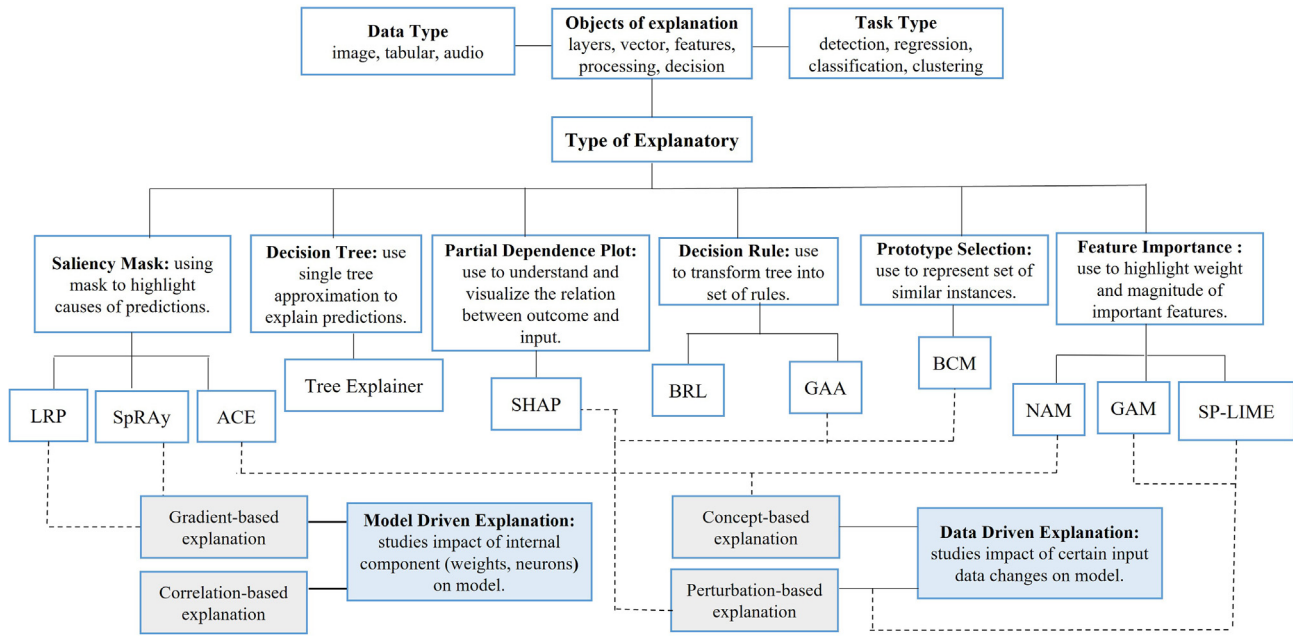 Data Type
image, tabular, audio
Objects of explanation
layers, vector, features,
processing, decision
Task Type
detection, regression,
classification, clustering
Type of Explanatory
Saliency Mask: using
mask to highlight
causes of predictions.
Decision Tree: use
single tree
approximation to
explain predictions.
Partial Dependence Plot:
use to understand and
visualize the relation
between outcome and
input.
Decision Rule: use
to transform tree into
set of rules.
Prototype Selection:
use to represent set of
similar instances.
Feature Importance :
use to highlight weight
and magnitude of
important features.
LRP
SpRAy
ACE
Tree Explainer
SHAP
BRL
GAA
BCM
NAM
GAM
SP-LIME
Gradient-based
explanation
Correlation-based
explanation
Model Driven Explanation:
studies impact of internal
component (weights, neurons)
on model.
Concept-based
explanation
Perturbation-based
explanation
Data Driven Explanation:
studies impact of certain input
data changes on model.